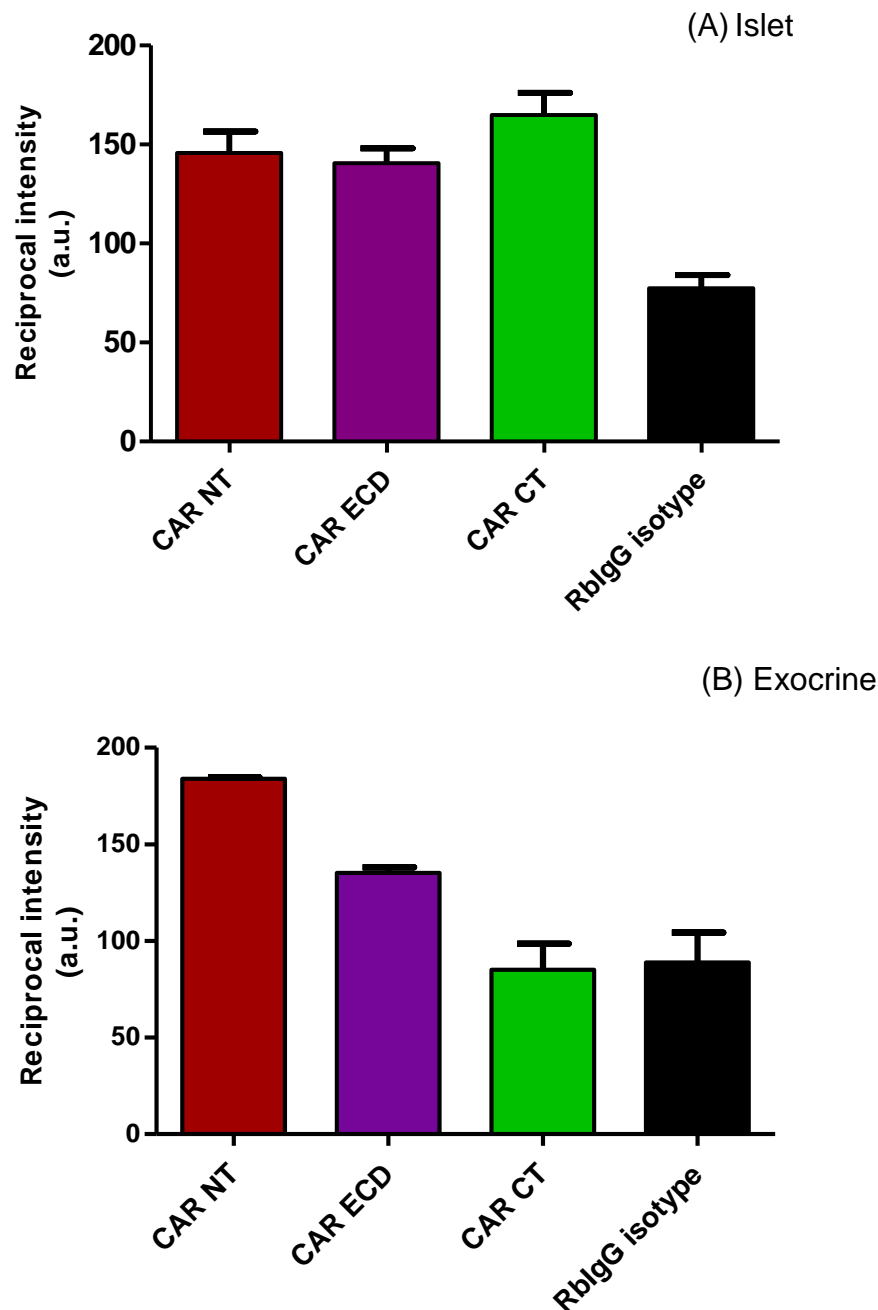 (A) Islet
Reciprocal intensity
(a.u.)
200
150
100
50
0
CAR NT
CAR ECD
CAR CT
RbIgG isotype
(B) Exocrine
Reciprocal intensity
(a.u.)
200
150
100
50
0
CAR NT
CAR ECD
CAR CT
RbIgG isotype